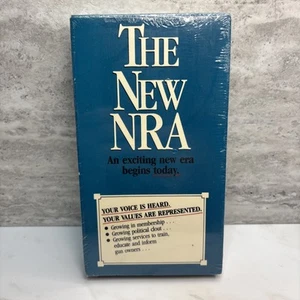 THE
NEW
NRA
An exciting new era
begins today.
YOUR VOICE IS HEARD.
YOUR VALUES ARE REPRESENTED.
• Growing in membership . . .
• Growing political clout . . .
• Growing services to train,
educate and inform
gun owners . . .